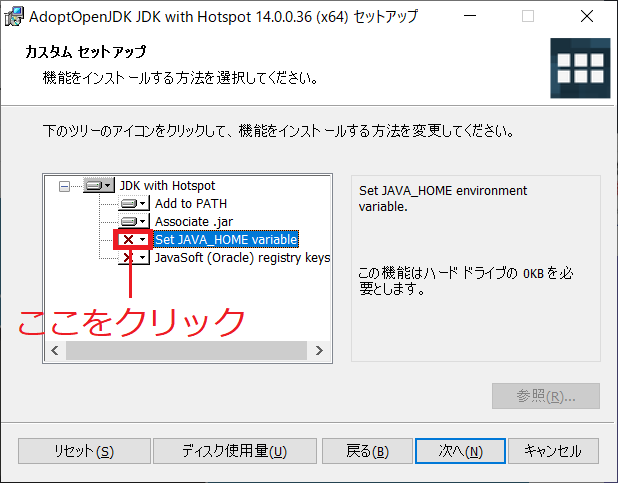 AdoptOpenJDK JDK with Hotspot 14.0.0.36 (x64) セットアップ
カスタム セットアップ
機能をインストールする方法を選択してください。
下のツリーのアイコンをクリックして、機能をインストールする方法を変更してください。
JDK with Hotspot
Add to PATH
Associate .jar
Set JAVA_HOME variable
JavaSoft (Oracle) registry keys
ここをクリック
Set JAVA_HOME environment
variable.
この機能はハード ドライブの 0KB を必
要とします。
参照(R)...
リセット(S)
ディスク使用量(U)
戻る(B)
次へ(N)
キャンセル